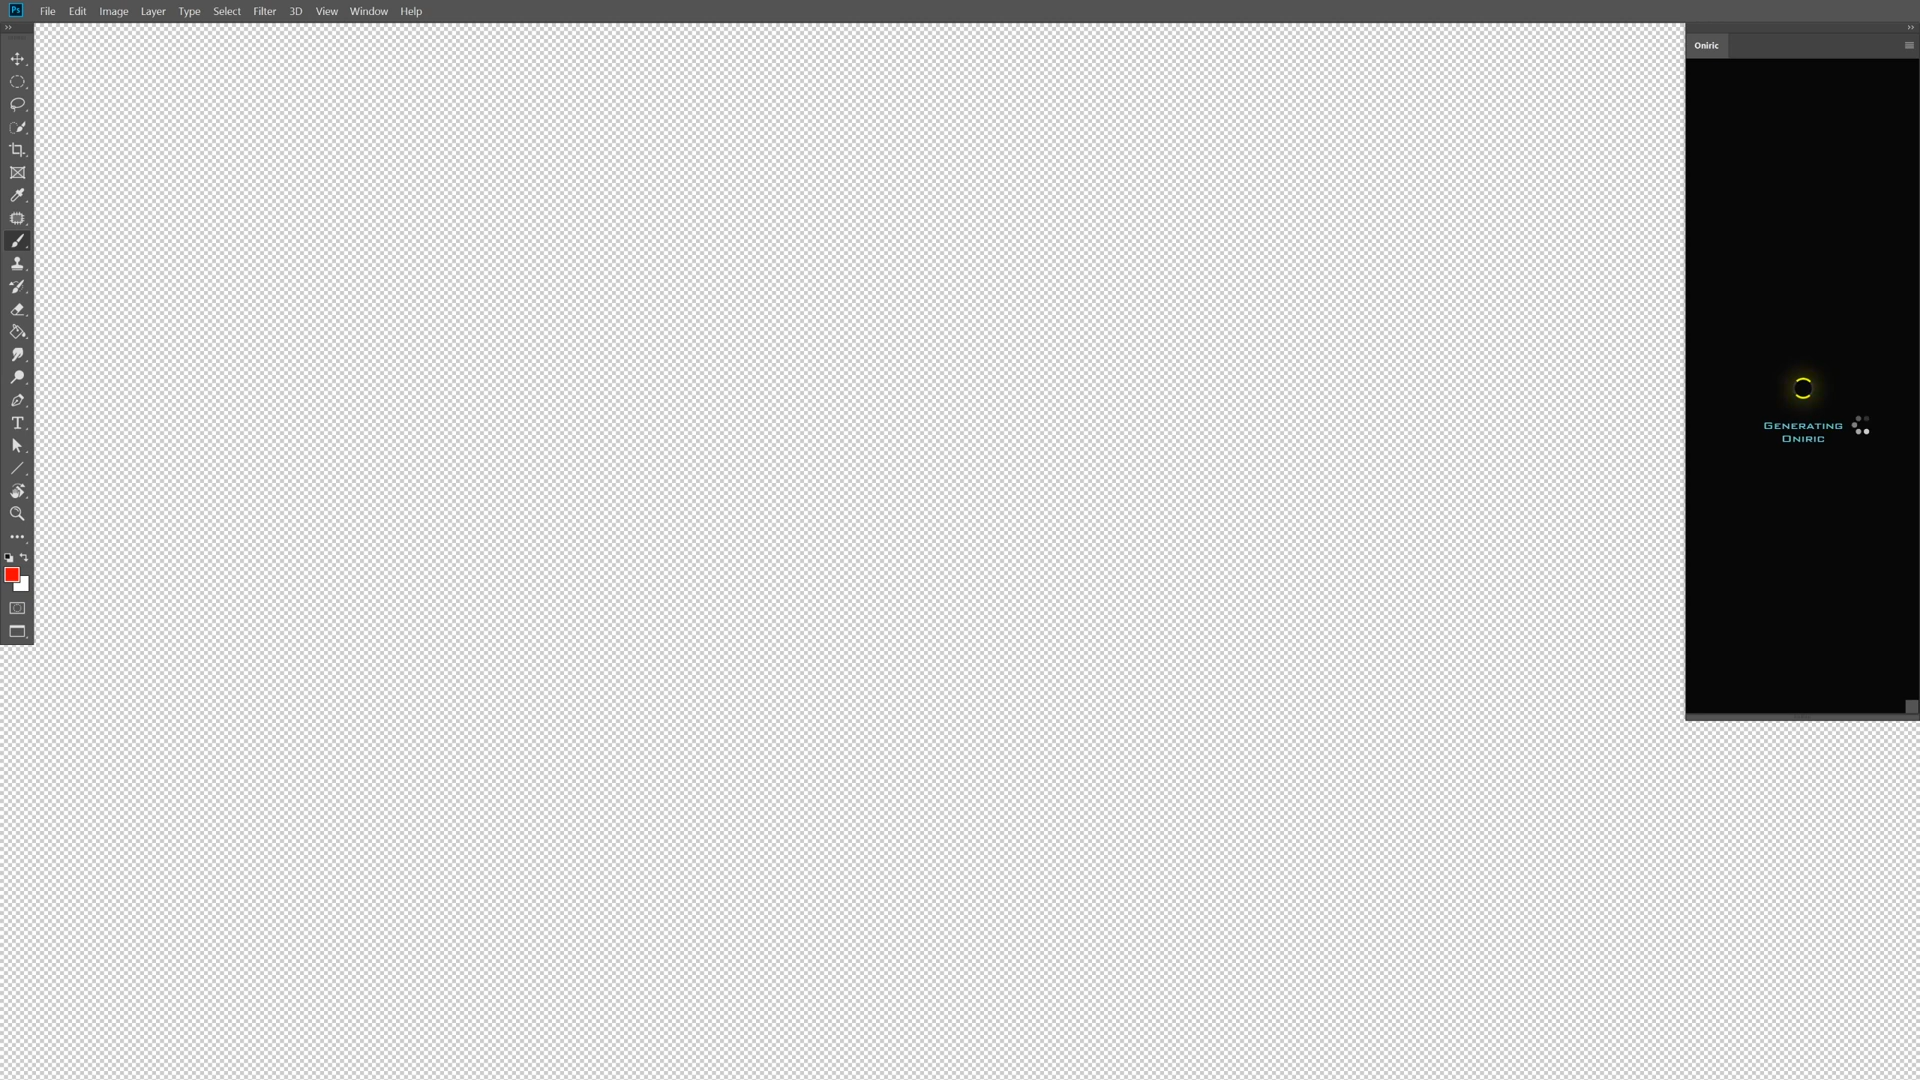 Ps File Edit Image Layer Type Select Filter 3D View Window Help
Oniric
Generating
Oniric